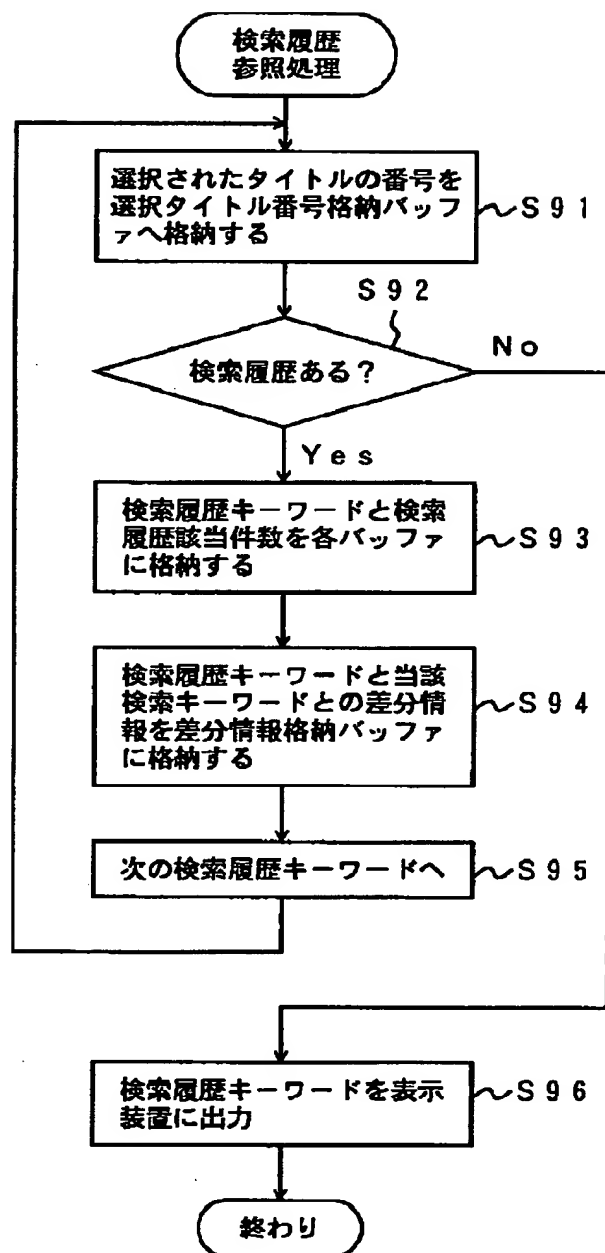 検索履歴
参照処理
選択されたタイトルの番号を
選択タイトル番号格納バッフ
ァへ格納する
S91
S92
検索履歴ある?
No
Yes
検索履歴キーワードと検索
履歴該当件数を各バッファ
に格納する
S93
検索履歴キーワードと当該
検索キーワードとの差分情
報を差分情報格納バッファ
に格納する
S94
次の検索履歴キーワードへ
S95
検索履歴キーワードを表示
装置に出力
S96
終わり